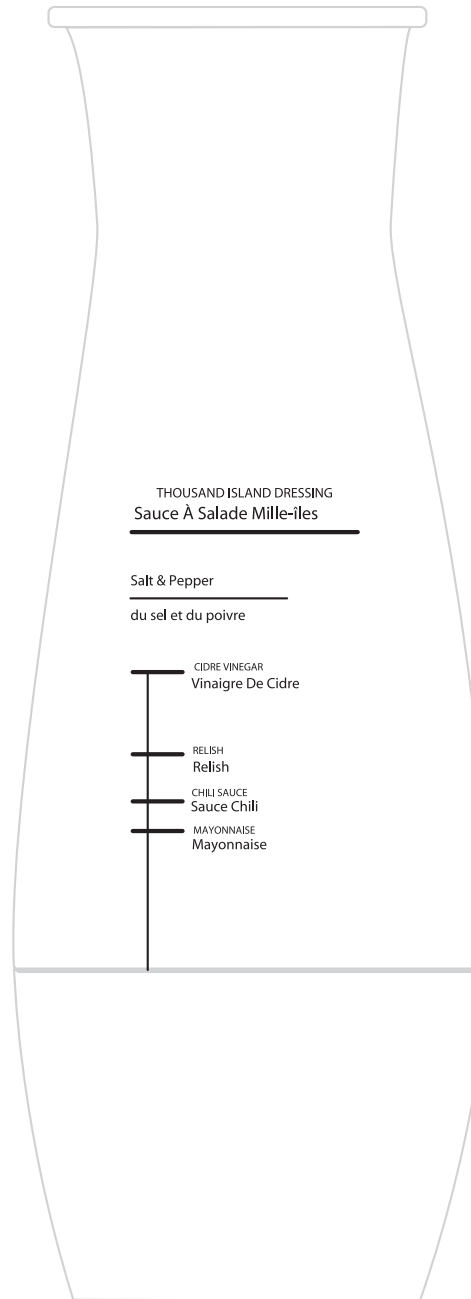 THOUSAND ISLAND DRESSING
Sauce À Salade Mille-îles
Salt & Pepper
du sel et du poivre
CIDRE VINEGAR
Vinaigre De Cidre
RELISH
Relish
CHILI SAUCE
Sauce Chili
MAYONNAISE
Mayonnaise